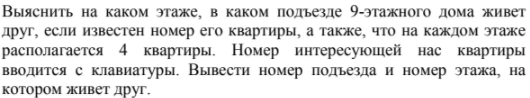 Выяснить на каком этаже, в каком подъезде 9-этажного дома живет
друг, если известен номер его квартиры, а также, что на каждом этаже
располагается 4 квартиры. Номер интересующей нас квартиры
вводится с клавиатуры. Вывести номер подъезда и номер этажа, на
котором живет друг.